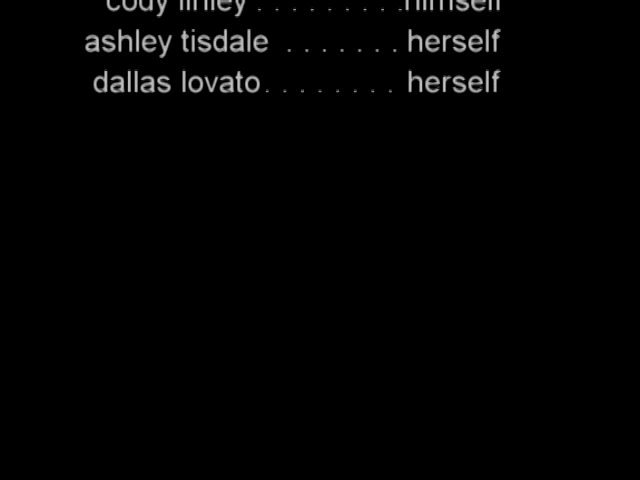 cody linley . . . . . . . . .himself
ashley tisdale . . . . . . . herself
dallas lovato. . . . . . . . herself